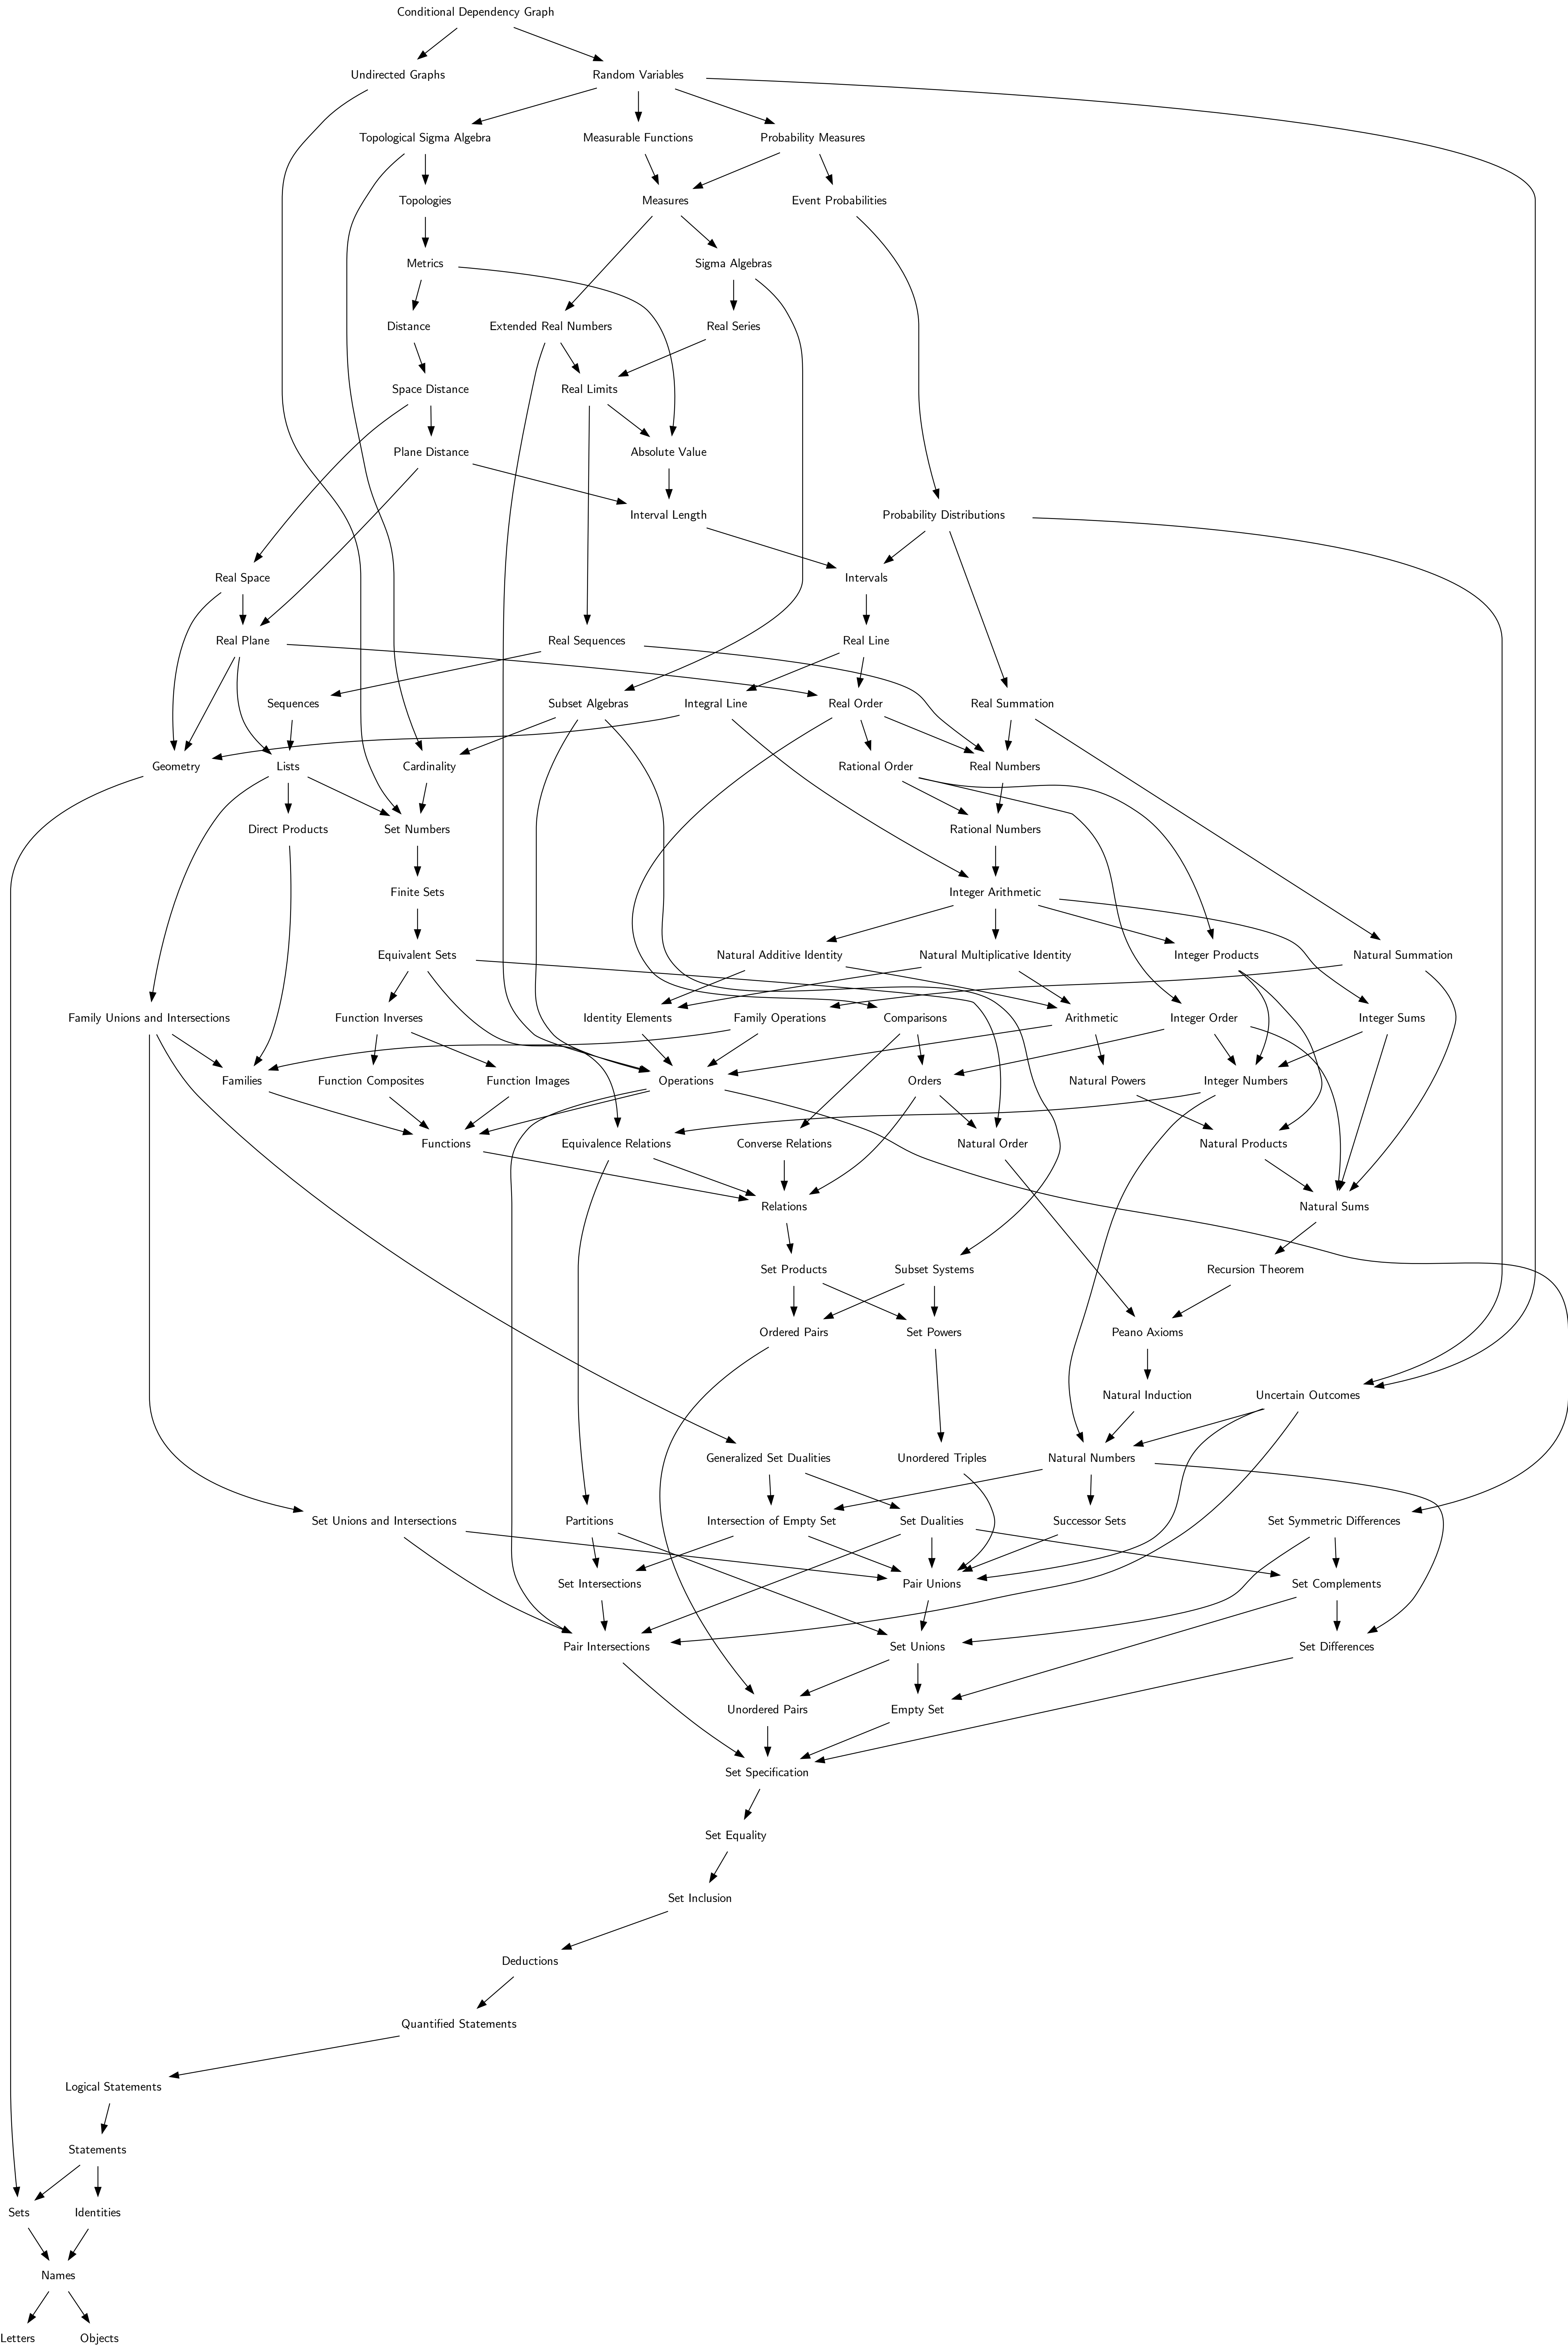 Conditional Dependency Graph
Undirected Graphs
Random Variables
Topological Sigma Algebra
Measurable Functions
Probability Measures
Topologies
Measures
Event Probabilities
Metrics
Sigma Algebras
Distance
Extended Real Numbers
Real Series
Space Distance
Real Limits
Plane Distance
Absolute Value
Interval Length
Probability Distributions
Real Space
Intervals
Real Plane
Real Sequences
Real Line
Sequences
Subset Algebras
Integral Line
Real Order
Real Summation
Geometry
Lists
Cardinality
Rational Order
Real Numbers
Direct Products
Set Numbers
Rational Numbers
Finite Sets
Integer Arithmetic
Equivalent Sets
Natural Additive Identity
Natural Multiplicative Identity
Integer Products
Natural Summation
Family Unions and Intersections
Function Inverses
Identity Elements
Family Operations
Comparisons
Arithmetic
Integer Order
Integer Sums
Families
Function Composites
Function Images
Operations
Orders
Natural Powers
Integer Numbers
Functions
Equivalence Relations
Converse Relations
Natural Order
Natural Products
Relations
Natural Sums
Set Products
Subset Systems
Recursion Theorem
Ordered Pairs
Set Powers
Peano Axioms
Natural Induction
Uncertain Outcomes
Generalized Set Dualities
Unordered Triples
Natural Numbers
Set Unions and Intersections
Partitions
Intersection of Empty Set
Set Dualities
Successor Sets
Set Symmetric Differences
Set Intersections
Pair Unions
Set Complements
Pair Intersections
Set Unions
Set Differences
Unordered Pairs
Empty Set
Set Specification
Set Equality
Set Inclusion
Deductions
Quantified Statements
Logical Statements
Statements
Sets
Identities
Names
Letters
Objects